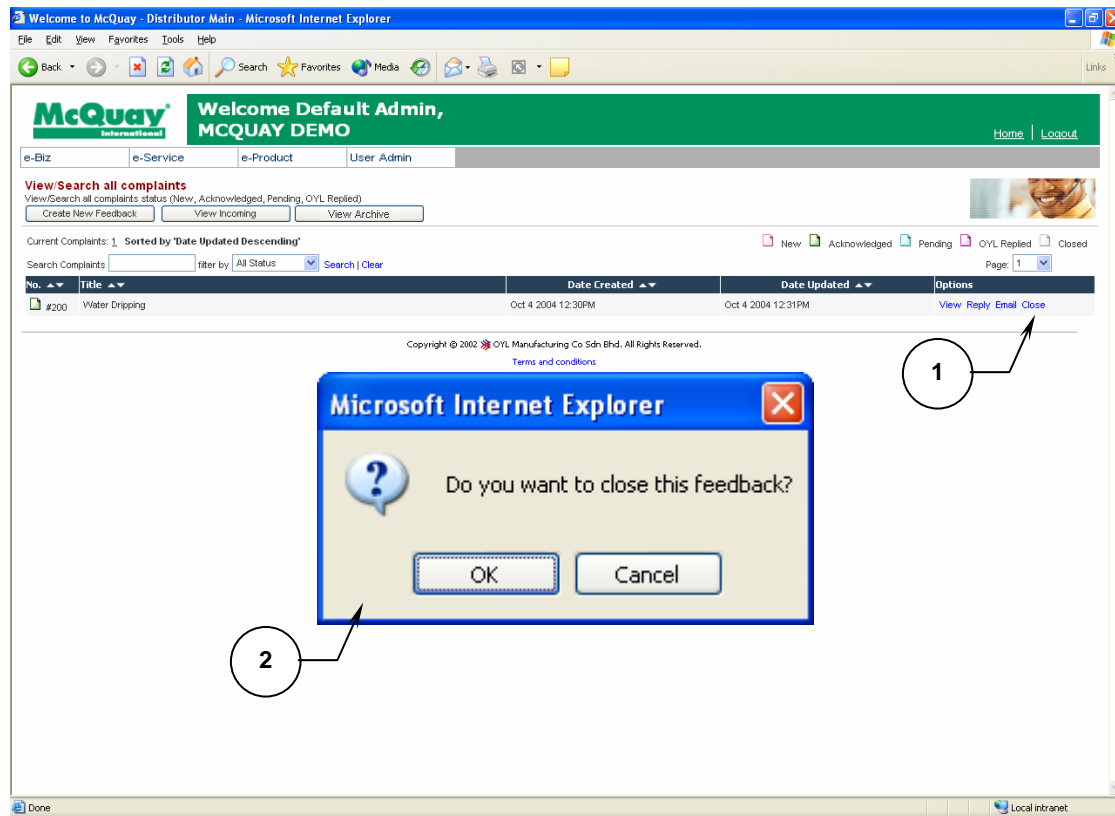 Welcome to McQuay - Distributor Main - Microsoft Internet Explorer
File Edit View Favorites Tools Help
Back Search Favorites Media Links
McQuay International
Welcome Default Admin,
MCQUAY DEMO
Home | Logout
e-Biz e-Service e-Product User Admin
View/Search all complaints
View/Search all complaints status (New, Acknowledged, Pending, OYL Replied)
Create New Feedback View Incoming View Archive
Current Complaints: 1 Sorted by 'Date Updated Descending' New Acknowledged Pending OYL Replied Closed
Search Complaints filter by All Status Search | Clear Page: 1
No. ▲▼ Title ▲▼ Date Created ▲▼ Date Updated ▲▼ Options
#200 Water Dripping Oct 4 2004 12:30PM Oct 4 2004 12:31PM View Reply Email Close
Copyright @ 2002 OYL Manufacturing Co Sdn Bhd. All Rights Reserved.
Terms and conditions
1
Microsoft Internet Explorer
Do you want to close this feedback?
OK Cancel
2
Done Local intranet